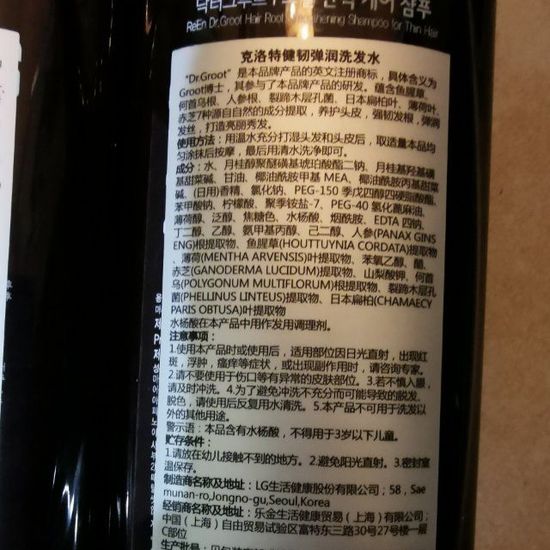 닥터그루트
ReEn Dr.Groot Hair Root Strengthening Shampoo for Thin Hair
克洛特健韧弹润洗发水
“Dr.Groot”是本品牌产品的英文注册商标，具体含义为
Groot博士，其参与了本品牌产品的研发。蕴含鱼腥草、
何首乌根、人参根、裂蹄木层孔菌、日本扁柏叶、薄荷叶、
赤芝7种源自自然的成分提取，养护头皮，强韧发根，弹润
发丝，打造亮丽秀发。
使用方法：用温水充分打湿头发和头皮后，取适量本品均
匀涂抹后按摩，最后用清水洗净即可。
成分：水、月桂醇聚醚磺基琥珀酸酯二钠、月桂基羟基磺
基甜菜碱、甘油、椰油酰胺甲基 MEA、椰油酰胺丙基甜菜
碱、(日用)香精、氯化钠、PEG-150 季戊四醇四硬脂酸酯、
苯甲酸钠、柠檬酸、聚季铵盐-7、PEG-40 氢化蓖麻油、
薄荷醇、泛醇、焦糖色、水杨酸、烟酰胺、EDTA 四钠、
丁二醇、乙醇、氨甲基丙醇、己二醇、人参(PANAX GINS
ENG)根提取物、鱼腥草(HOUTTUYNIA CORDATA)提取物
、薄荷(MENTHA ARVENSIS)叶提取物、苯氧乙醇、醋、
赤芝(GANODERMA LUCIDUM)提取物、山梨酸钾、何首
乌(POLYGONUM MULTIFLORUM)根提取物、裂蹄木层孔
菌(PHELLINUS LINTEUS)提取物、日本扁柏(CHAMAECY
PARIS OBTUSA)叶提取物
水杨酸在本产品中用作发用调理剂。
注意事项：
1.使用本产品时或使用后，适用部位因日光直射，出现红
斑，浮肿，瘙痒等症状，或出现副作用时，请咨询专家。
2.请不要使用于伤口等有异常的皮肤部位。3.若不慎入眼，
请及时冲洗。4.为了避免冲洗不充分而可能导致的脱发、
脱色，请使用后反复用水清洗。5.本产品不可用于洗发以
外的其他用途。
警示语：本品含有水杨酸，不得用于3岁以下儿童。
贮存条件：
1.请放在幼儿接触不到的地方。2.避免阳光直射。3.密封室
温保存。
制造商名称及地址：LG生活健康股份有限公司；58，Sae
munan-ro,Jongno-gu,Seoul,Korea
经销商名称及地址：乐金生活健康贸易（上海）有限公司；
中国（上海）自由贸易试验区富特东三路30号27号楼一层
C部位
生产批号：